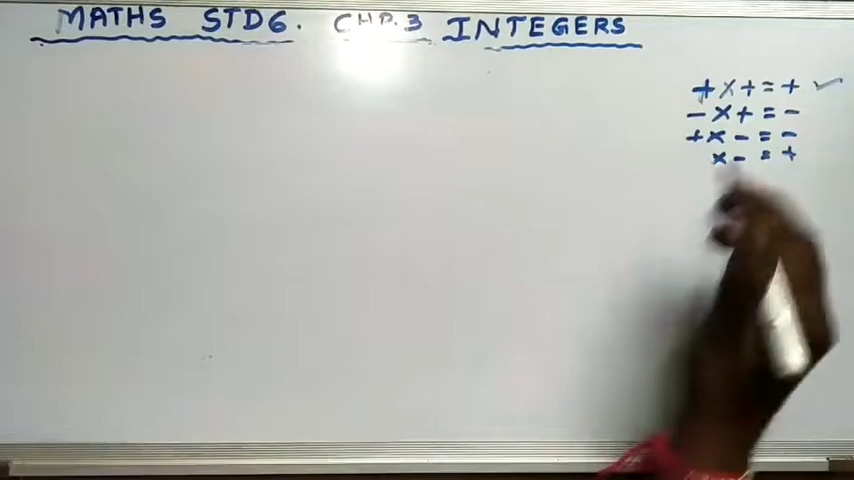 MATHS STD6. CHP.3 INTEGERS
+ x + = + ✓
- x + = -
+ x - = -
x - = +